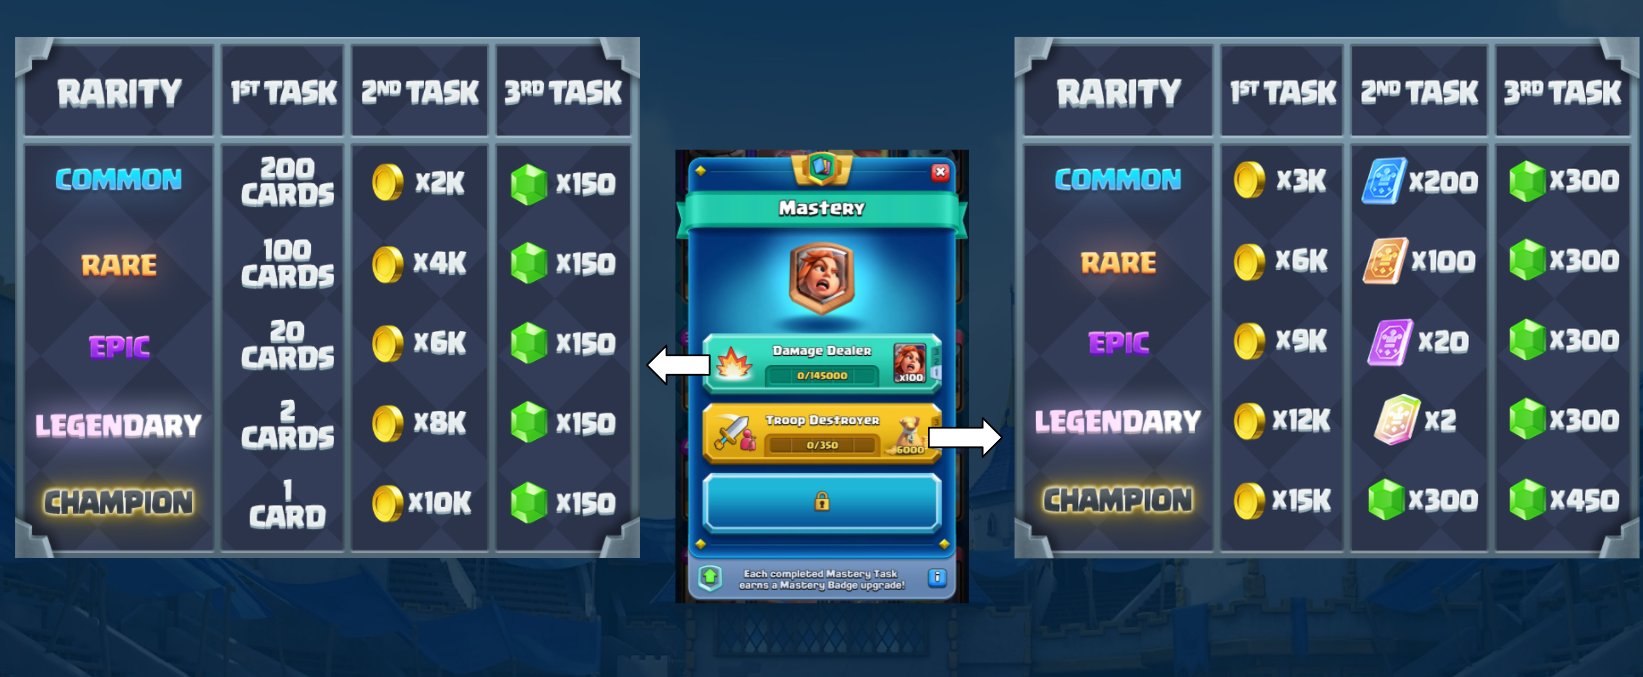 RARITY 1ST TASK 2ND TASK 3RD TASK
COMMON 200 CARDS x2K x150
RARE 100 CARDS x4K x150
EPIC 20 CARDS x6K x150
LEGENDARY 2 CARDS x8K x150
CHAMPION 1 CARD x10K x150
Mastery
Damage Dealer
0/145000
x100
Troop Destroyer
0/350
6000
Each completed Mastery Task
earns a Mastery Badge upgrade!
i
RARITY 1ST TASK 2ND TASK 3RD TASK
COMMON x3K x200 x300
RARE x6K x100 x300
EPIC x9K x20 x300
LEGENDARY x12K x2 x300
CHAMPION x15K x300 x450